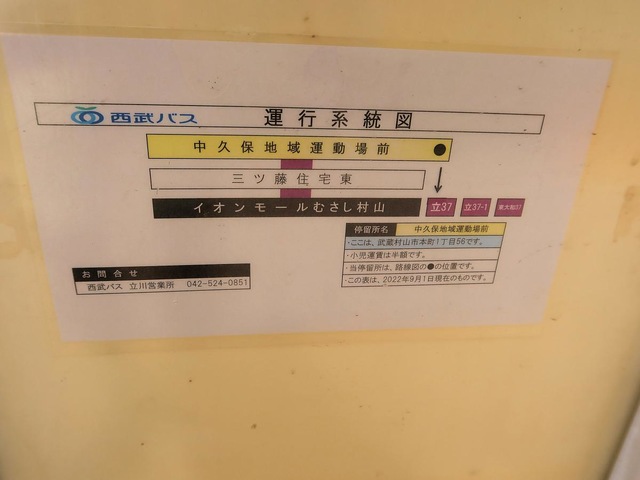 西武バス 運行系統図
中久保地域運動場前 ●
三ツ藤住宅東 ↓
イオンモールむさし村山 立37 立37-1
停留所名 中久保地域運動場前
・ここは、武蔵村山市本町1丁目56です。
・小児運賃は半額です。
・当停留所は、路線図の●の位置です。
・この表は、2022年9月1日現在のものです。
お問合せ
西武バス 立川営業所 042-524-0851